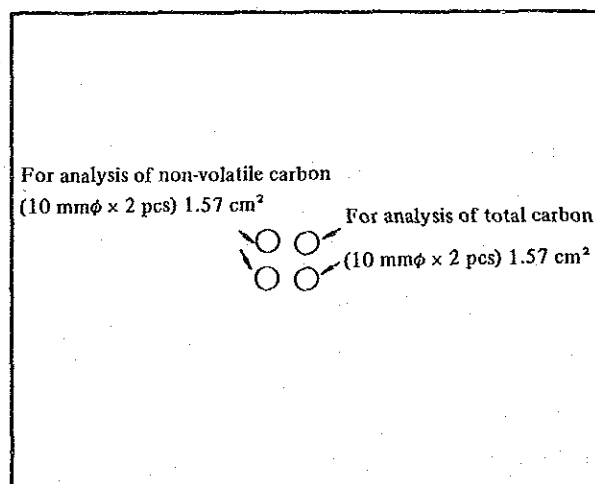 For analysis of non-volatile carbon
(10 mmφ × 2 pcs) 1.57 cm²
For analysis of total carbon
(10 mmφ × 2 pcs) 1.57 cm²